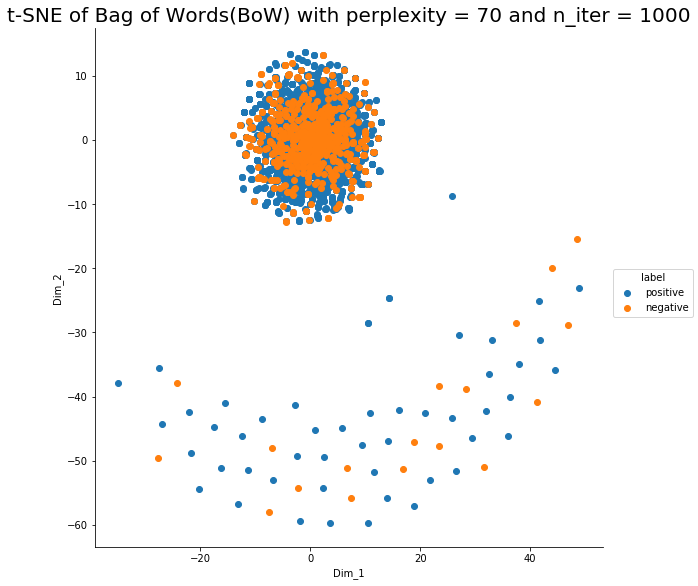 t-SNE of Bag of Words(BoW) with perplexity = 70 and n_iter = 1000
10
0
−10
−20
−30
−40
−50
−60
Dim_2
−20
0
20
40
Dim_1
label
positive
negative